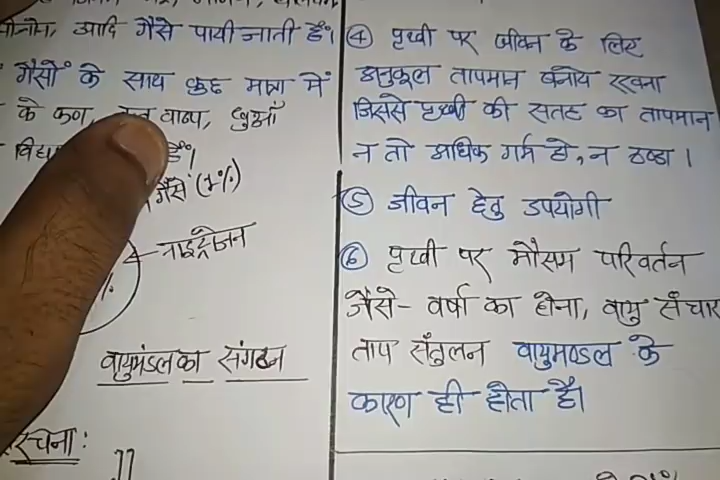 आदि गैसे पायी जाती हैं।
गैसों के साथ कुछ मात्रा में
के कण, वाष्प, धुआँ
हैं।
गैसें (1%)
नाइट्रोजन
%
वायुमंडल का संगठन
संरचना:
④ पृथ्वी पर जीवन के लिए
अनुकूल तापमान बनाये रखना
जिससे पृथ्वी की सतह का तापमान
न तो अधिक गर्म हो, न ठण्डा।
⑤ जीवन हेतु उपयोगी
⑥ पृथ्वी पर मौसम परिवर्तन
जैसे- वर्षा का होना, वायु संचार
ताप संतुलन वायुमण्डल के
कारण ही होता है।